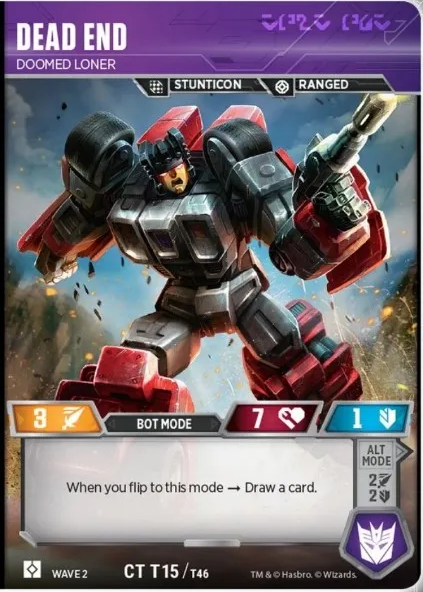 DEAD END
DOOMED LONER
STUNTICON
RANGED
3
BOT MODE
7
1
When you flip to this mode → Draw a card.
ALT
MODE
2
2
WAVE 2
CT T15/T46
TM & © Hasbro. © Wizards.